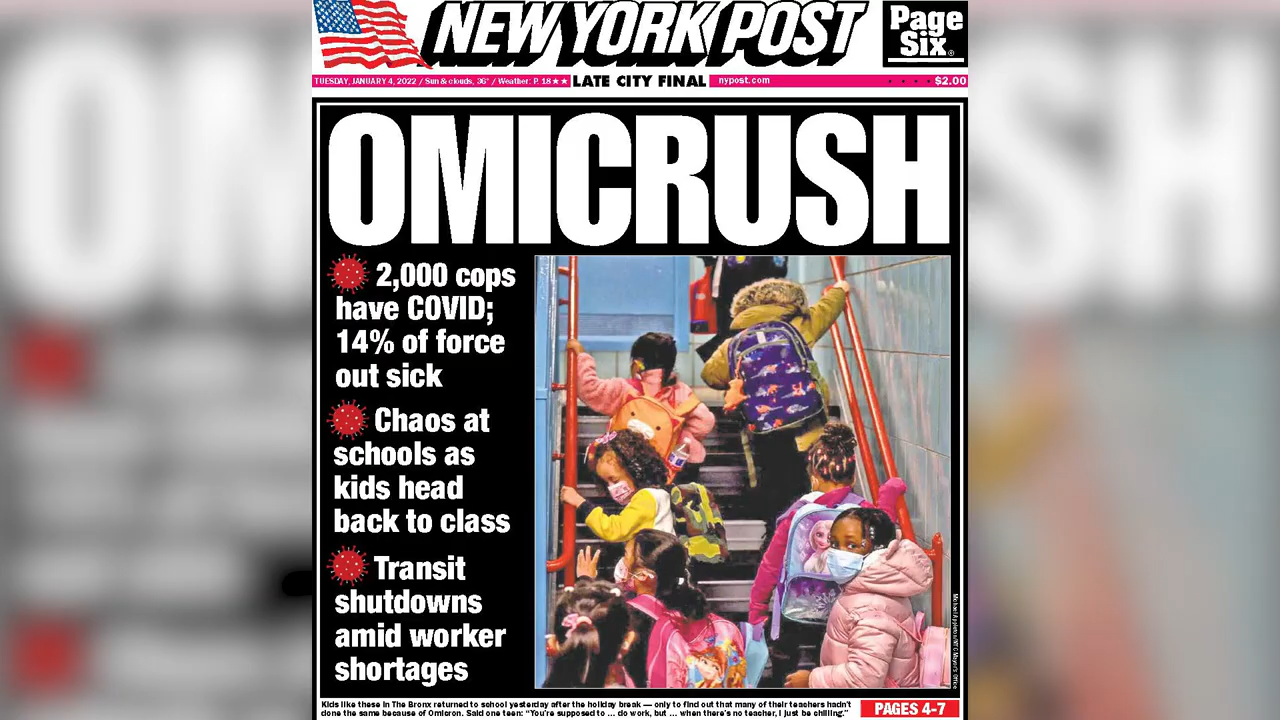 NEW YORK POST
Page
Six®
TUESDAY, JANUARY 4, 2022 / Sun & clouds, 36° / Weather: P. 18 ★★ LATE CITY FINAL nypost.com $2.00
OMICRUSH
2,000 cops
have COVID;
14% of force
out sick
Chaos at
schools as
kids head
back to class
Transit
shutdowns
amid worker
shortages
Michael Appleton/NYC Mayor's Office
Kids like these in The Bronx returned to school yesterday after the holiday break — only to find out that many of their teachers hadn't
done the same because of Omicron. Said one teen: "You're supposed to ... do work, but ... when there's no teacher, I just be chilling."
PAGES 4-7